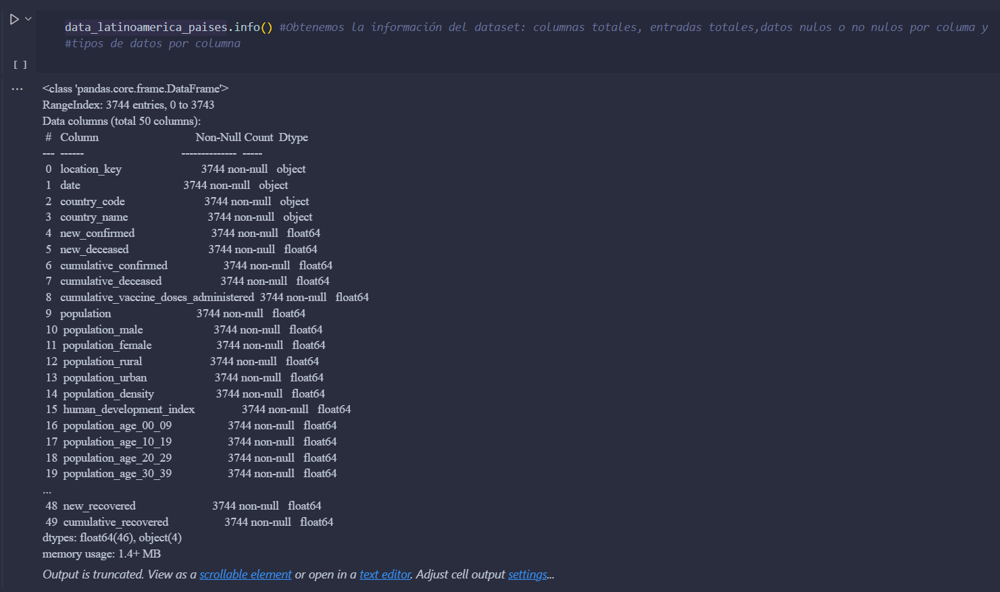 data_latinoamerica_paises.info() #Obtenemos la información del dataset: columnas totales, entradas totales,datos nulos o no nulos por columa y
#tipos de datos por columna
[ ]
... <class 'pandas.core.frame.DataFrame'>
RangeIndex: 3744 entries, 0 to 3743
Data columns (total 50 columns):
# Column Non-Null Count Dtype
--- ------ -------------- -----
0 location_key 3744 non-null object
1 date 3744 non-null object
2 country_code 3744 non-null object
3 country_name 3744 non-null object
4 new_confirmed 3744 non-null float64
5 new_deceased 3744 non-null float64
6 cumulative_confirmed 3744 non-null float64
7 cumulative_deceased 3744 non-null float64
8 cumulative_vaccine_doses_administered 3744 non-null float64
9 population 3744 non-null float64
10 population_male 3744 non-null float64
11 population_female 3744 non-null float64
12 population_rural 3744 non-null float64
13 population_urban 3744 non-null float64
14 population_density 3744 non-null float64
15 human_development_index 3744 non-null float64
16 population_age_00_09 3744 non-null float64
17 population_age_10_19 3744 non-null float64
18 population_age_20_29 3744 non-null float64
19 population_age_30_39 3744 non-null float64
...
48 new_recovered 3744 non-null float64
49 cumulative_recovered 3744 non-null float64
dtypes: float64(46), object(4)
memory usage: 1.4+ MB
Output is truncated. View as a scrollable element or open in a text editor. Adjust cell output settings...